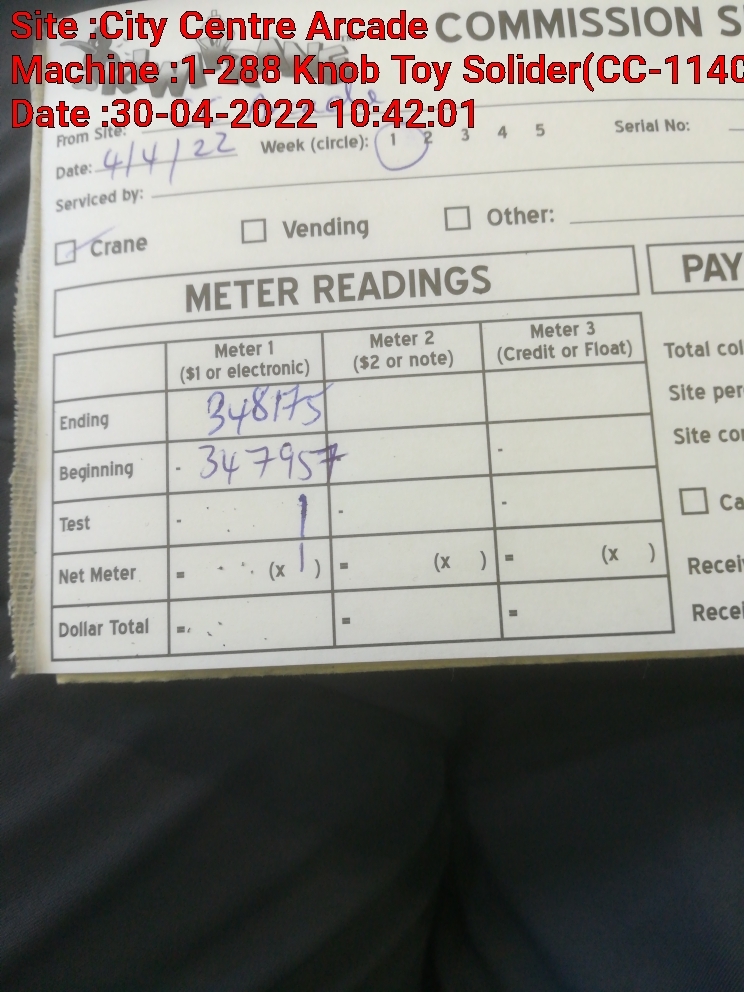 Site :City Centre Arcade
COMMISSION S
Machine :1-288 Knob Toy Solider(CC-1140
Date :30-04-2022 10:42:01
From Site:
Date: 4/4/22 Week (circle): 1 2 3 4 5 Serial No:
Serviced by:
Crane Vending Other:
METER READINGS PAY
Meter 1 ($1 or electronic)
Meter 2 ($2 or note)
Meter 3 (Credit or Float)
Total col
Ending 348175
Site per
Beginning - 347957 -
Site cor
Test - 1 - -
Ca
Net Meter = (x 1 ) = (x ) = (x )
Recei
Dollar Total = = =
Recei